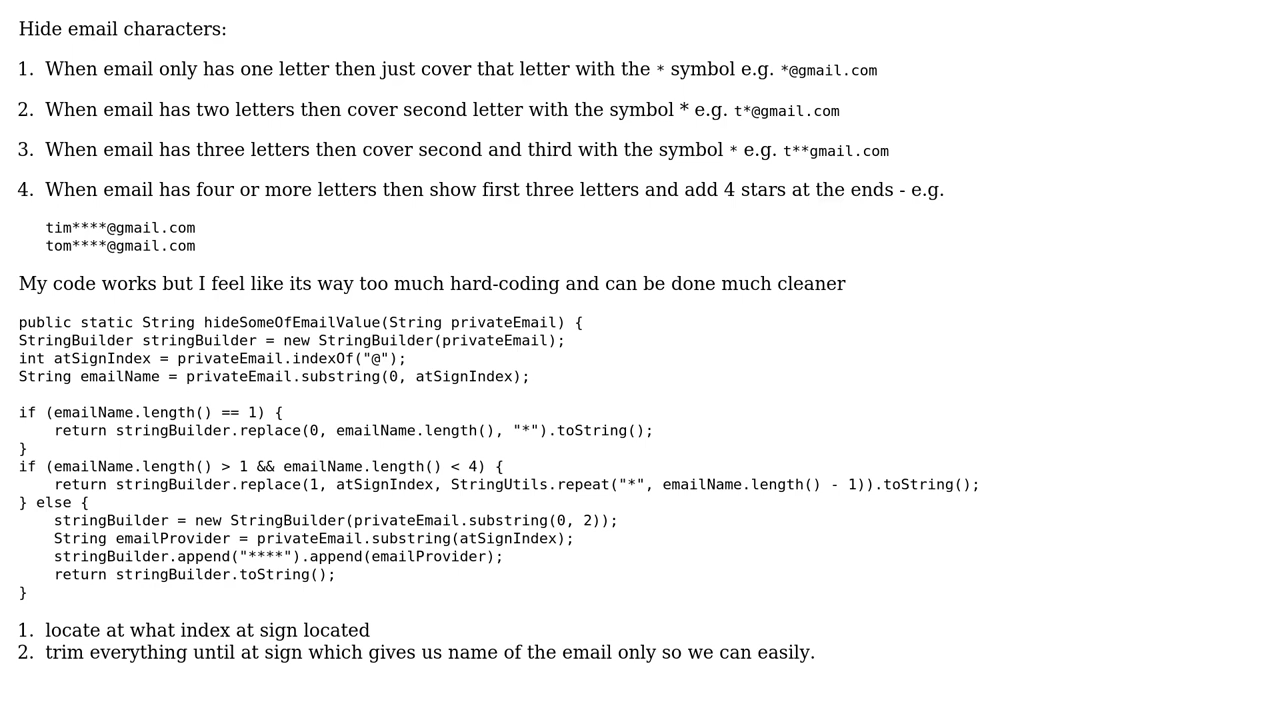 Hide email characters:
1. When email only has one letter then just cover that letter with the * symbol e.g. *@gmail.com
2. When email has two letters then cover second letter with the symbol * e.g. t*@gmail.com
3. When email has three letters then cover second and third with the symbol * e.g. t**gmail.com
4. When email has four or more letters then show first three letters and add 4 stars at the ends - e.g.
tim****@gmail.com
tom****@gmail.com
My code works but I feel like its way too much hard-coding and can be done much cleaner
public static String hideSomeOfEmailValue(String privateEmail) {
StringBuilder stringBuilder = new StringBuilder(privateEmail);
int atSignIndex = privateEmail.indexOf("@");
String emailName = privateEmail.substring(0, atSignIndex);

if (emailName.length() == 1) {
    return stringBuilder.replace(0, emailName.length(), "*").toString();
}
if (emailName.length() > 1 && emailName.length() < 4) {
    return stringBuilder.replace(1, atSignIndex, StringUtils.repeat("*", emailName.length() - 1)).toString();
} else {
    stringBuilder = new StringBuilder(privateEmail.substring(0, 2));
    String emailProvider = privateEmail.substring(atSignIndex);
    stringBuilder.append("****").append(emailProvider);
    return stringBuilder.toString();
}
1. locate at what index at sign located
2. trim everything until at sign which gives us name of the email only so we can easily.